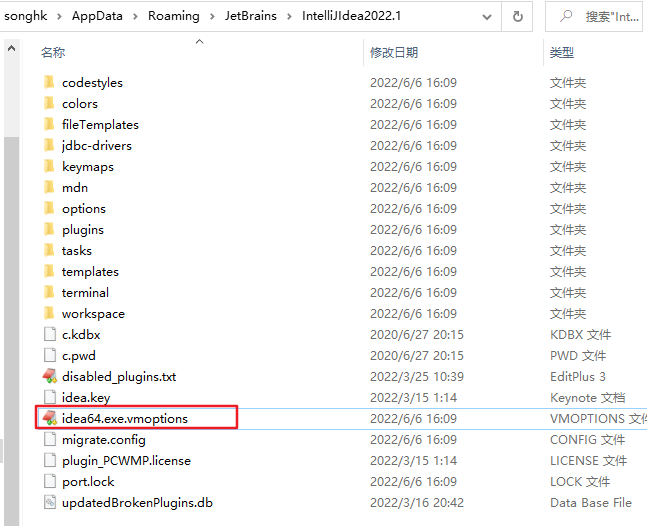 songhk > AppData > Roaming > JetBrains > IntelliJIdea2022.1 搜索"Int...
名称 修改日期 类型
codestyles 2022/6/6 16:09 文件夹
colors 2022/6/6 16:09 文件夹
fileTemplates 2022/6/6 16:09 文件夹
jdbc-drivers 2022/6/6 16:09 文件夹
keymaps 2022/6/6 16:09 文件夹
mdn 2022/6/6 16:09 文件夹
options 2022/6/6 16:09 文件夹
plugins 2022/6/6 16:09 文件夹
tasks 2022/6/6 16:09 文件夹
templates 2022/6/6 16:09 文件夹
terminal 2022/6/6 16:09 文件夹
workspace 2022/6/6 16:09 文件夹
c.kdbx 2020/6/27 20:15 KDBX 文件
c.pwd 2020/6/27 20:15 PWD 文件
disabled_plugins.txt 2022/3/25 10:39 EditPlus 3
idea.key 2022/3/15 1:14 Keynote 文档
idea64.exe.vmoptions 2022/6/6 16:09 VMOPTIONS 文
migrate.config 2022/6/6 16:09 CONFIG 文件
plugin_PCWMP.license 2022/3/15 1:14 LICENSE 文件
port.lock 2022/6/6 16:09 LOCK 文件
updatedBrokenPlugins.db 2022/3/16 20:42 Data Base File